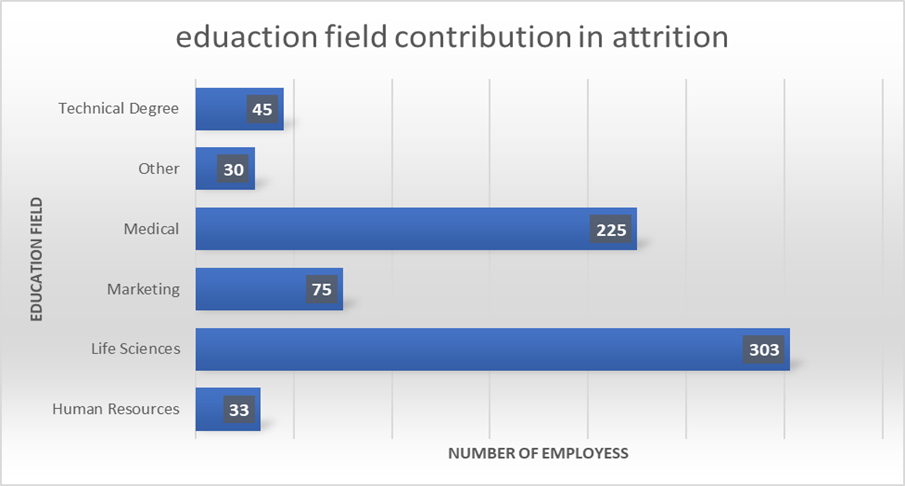 eduaction field contribution in attrition
EDUCATION FIELD
Technical Degree 45
Other 30
Medical 225
Marketing 75
Life Sciences 303
Human Resources 33
NUMBER OF EMPLOYESS